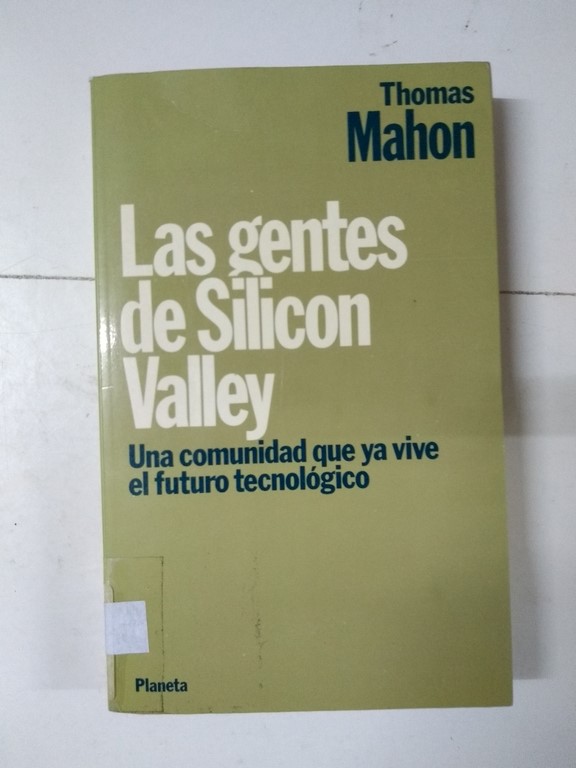 Thomas
Mahon
Las gentes
de Silicon
Valley
Una comunidad que ya vive
el futuro tecnológico
Planeta